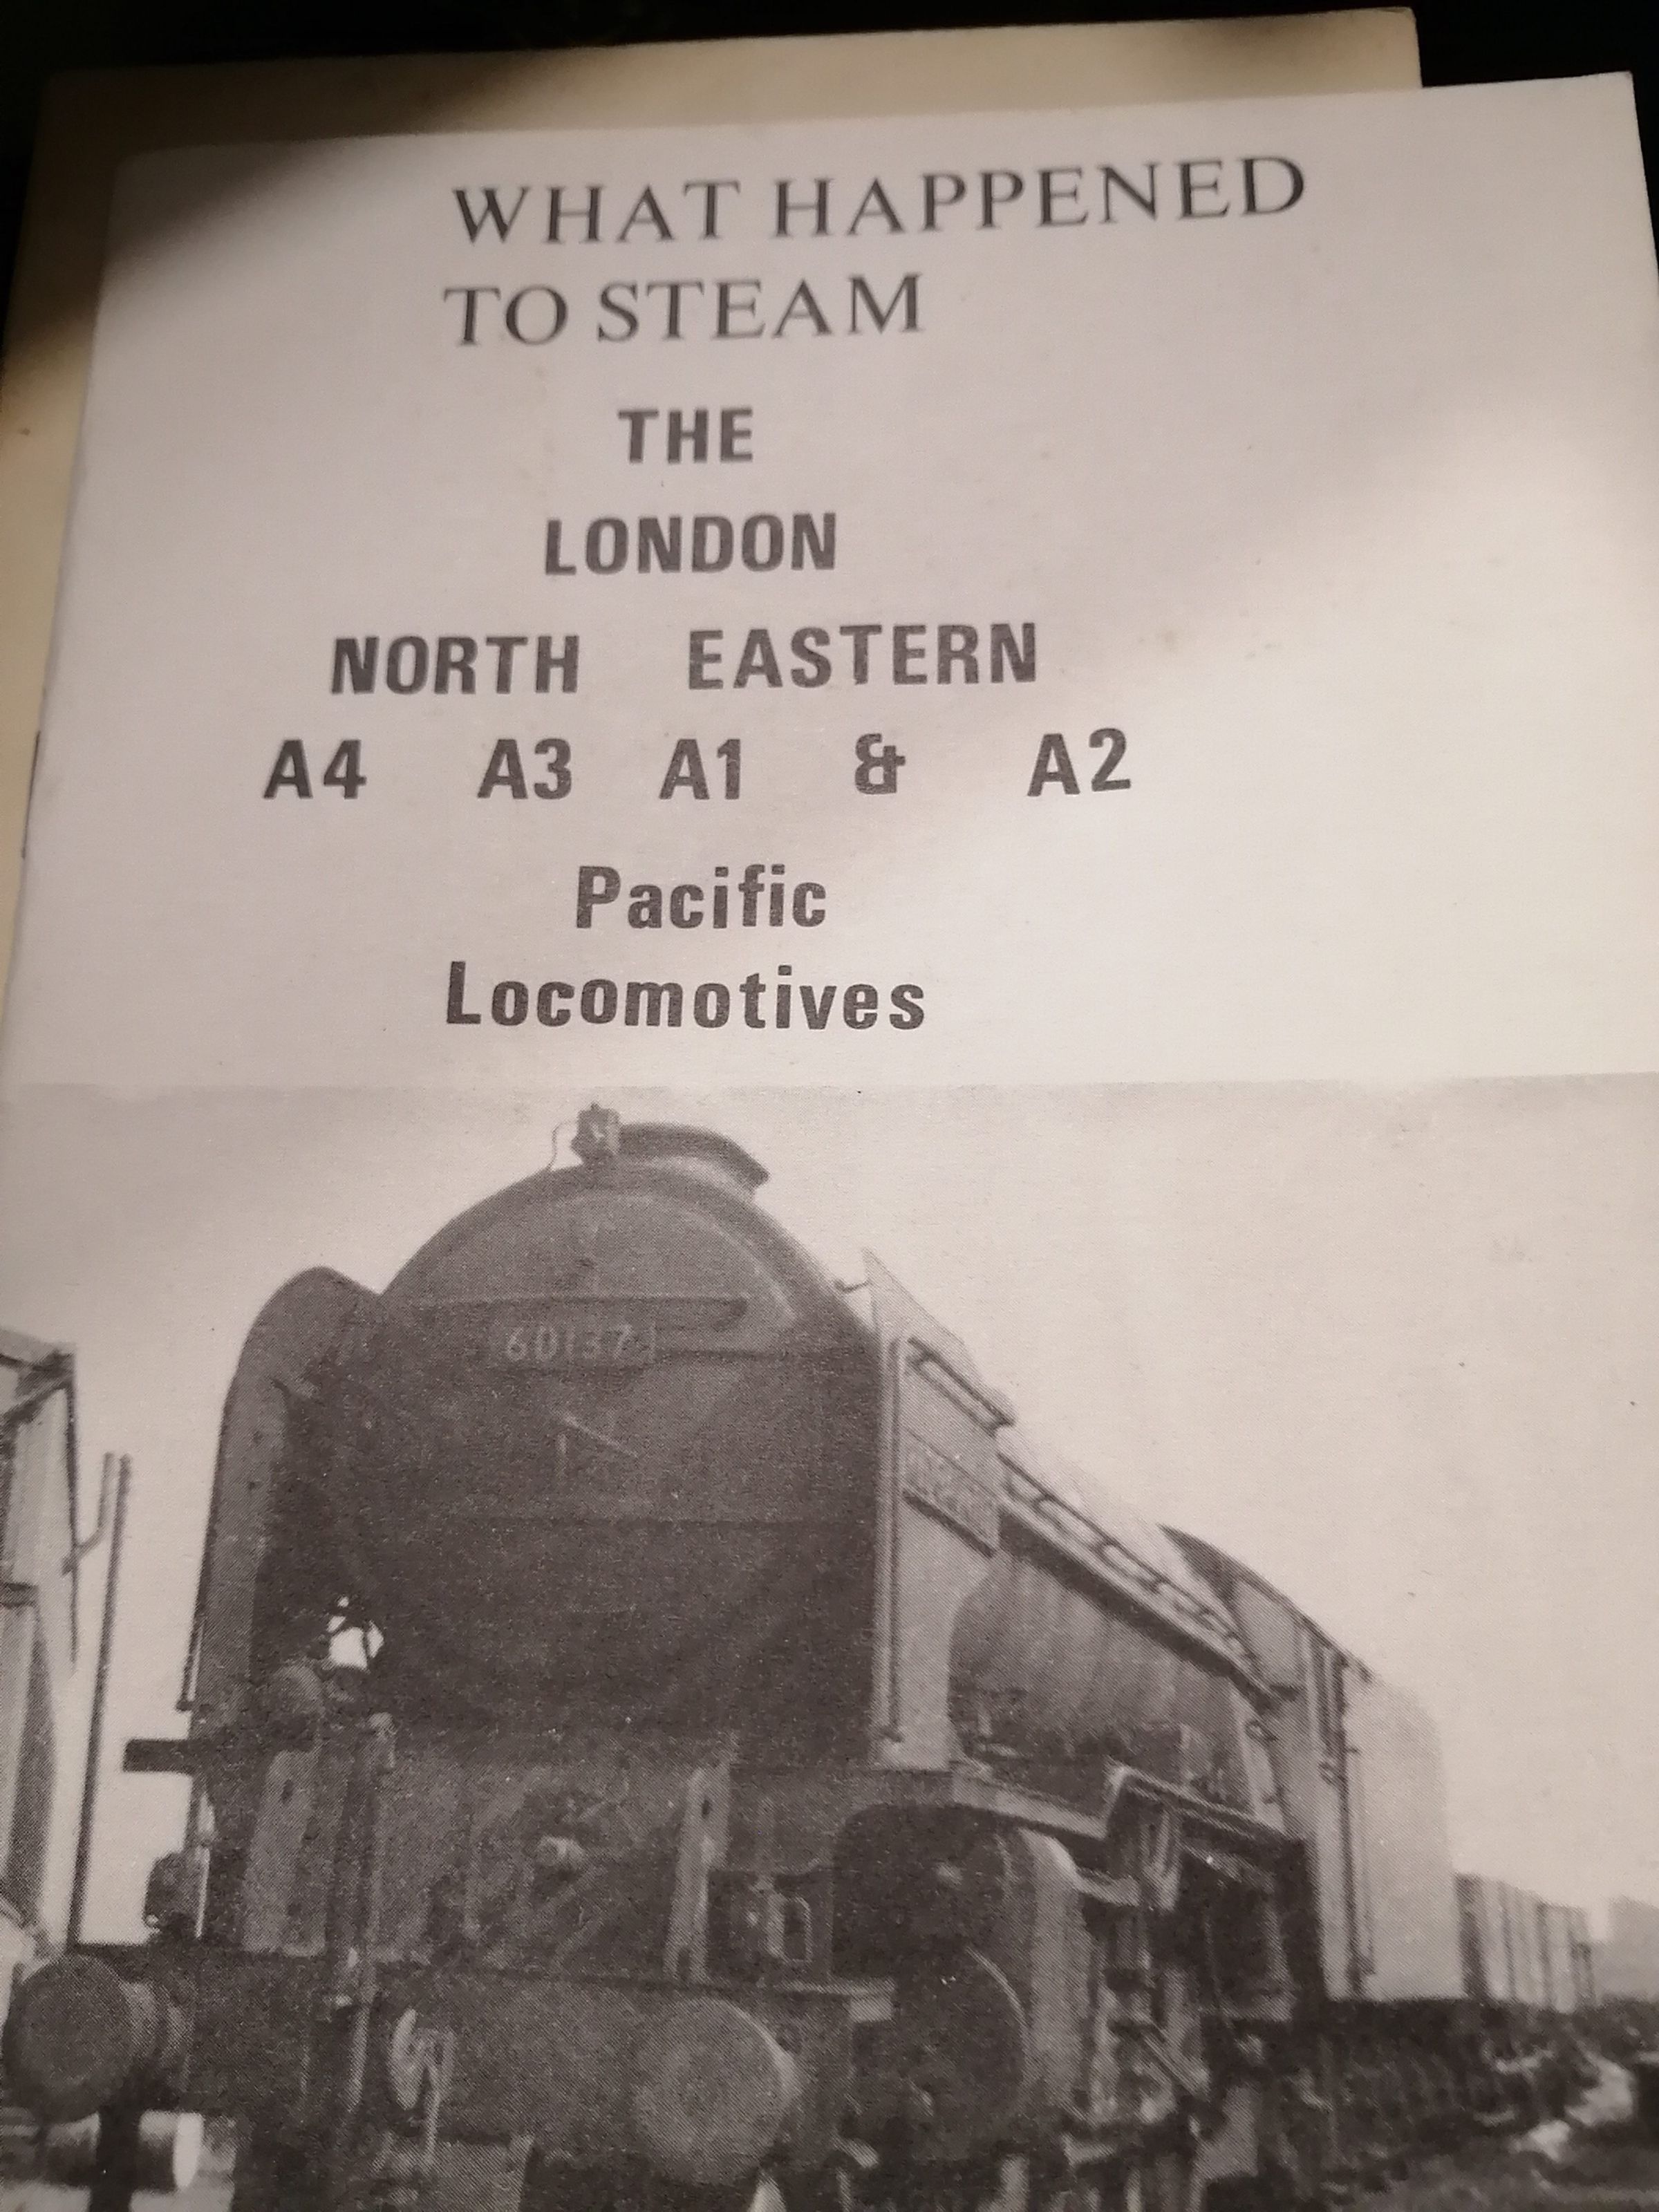 WHAT HAPPENED
TO STEAM
THE
LONDON
NORTH EASTERN
A4 A3 A1 & A2
Pacific
Locomotives
60137